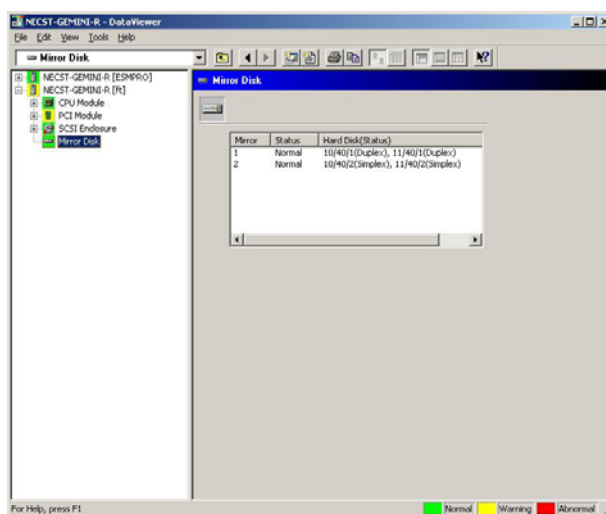 NECST-GEMINI-R - DataViewer
File Edit View Tools Help
Mirror Disk
NECST-GEMINI-R [ESMPRO]
NECST-GEMINI-R [ft]
CPU Module
PCI Module
SCSI Enclosure
Mirror Disk
Mirror Disk
Mirror Status Hard Disk(Status)
1 Normal 10/40/1(Duplex), 11/40/1(Duplex)
2 Normal 10/40/2(Simplex), 11/40/2(Simplex)
For Help, press F1 Normal Warning Abnormal